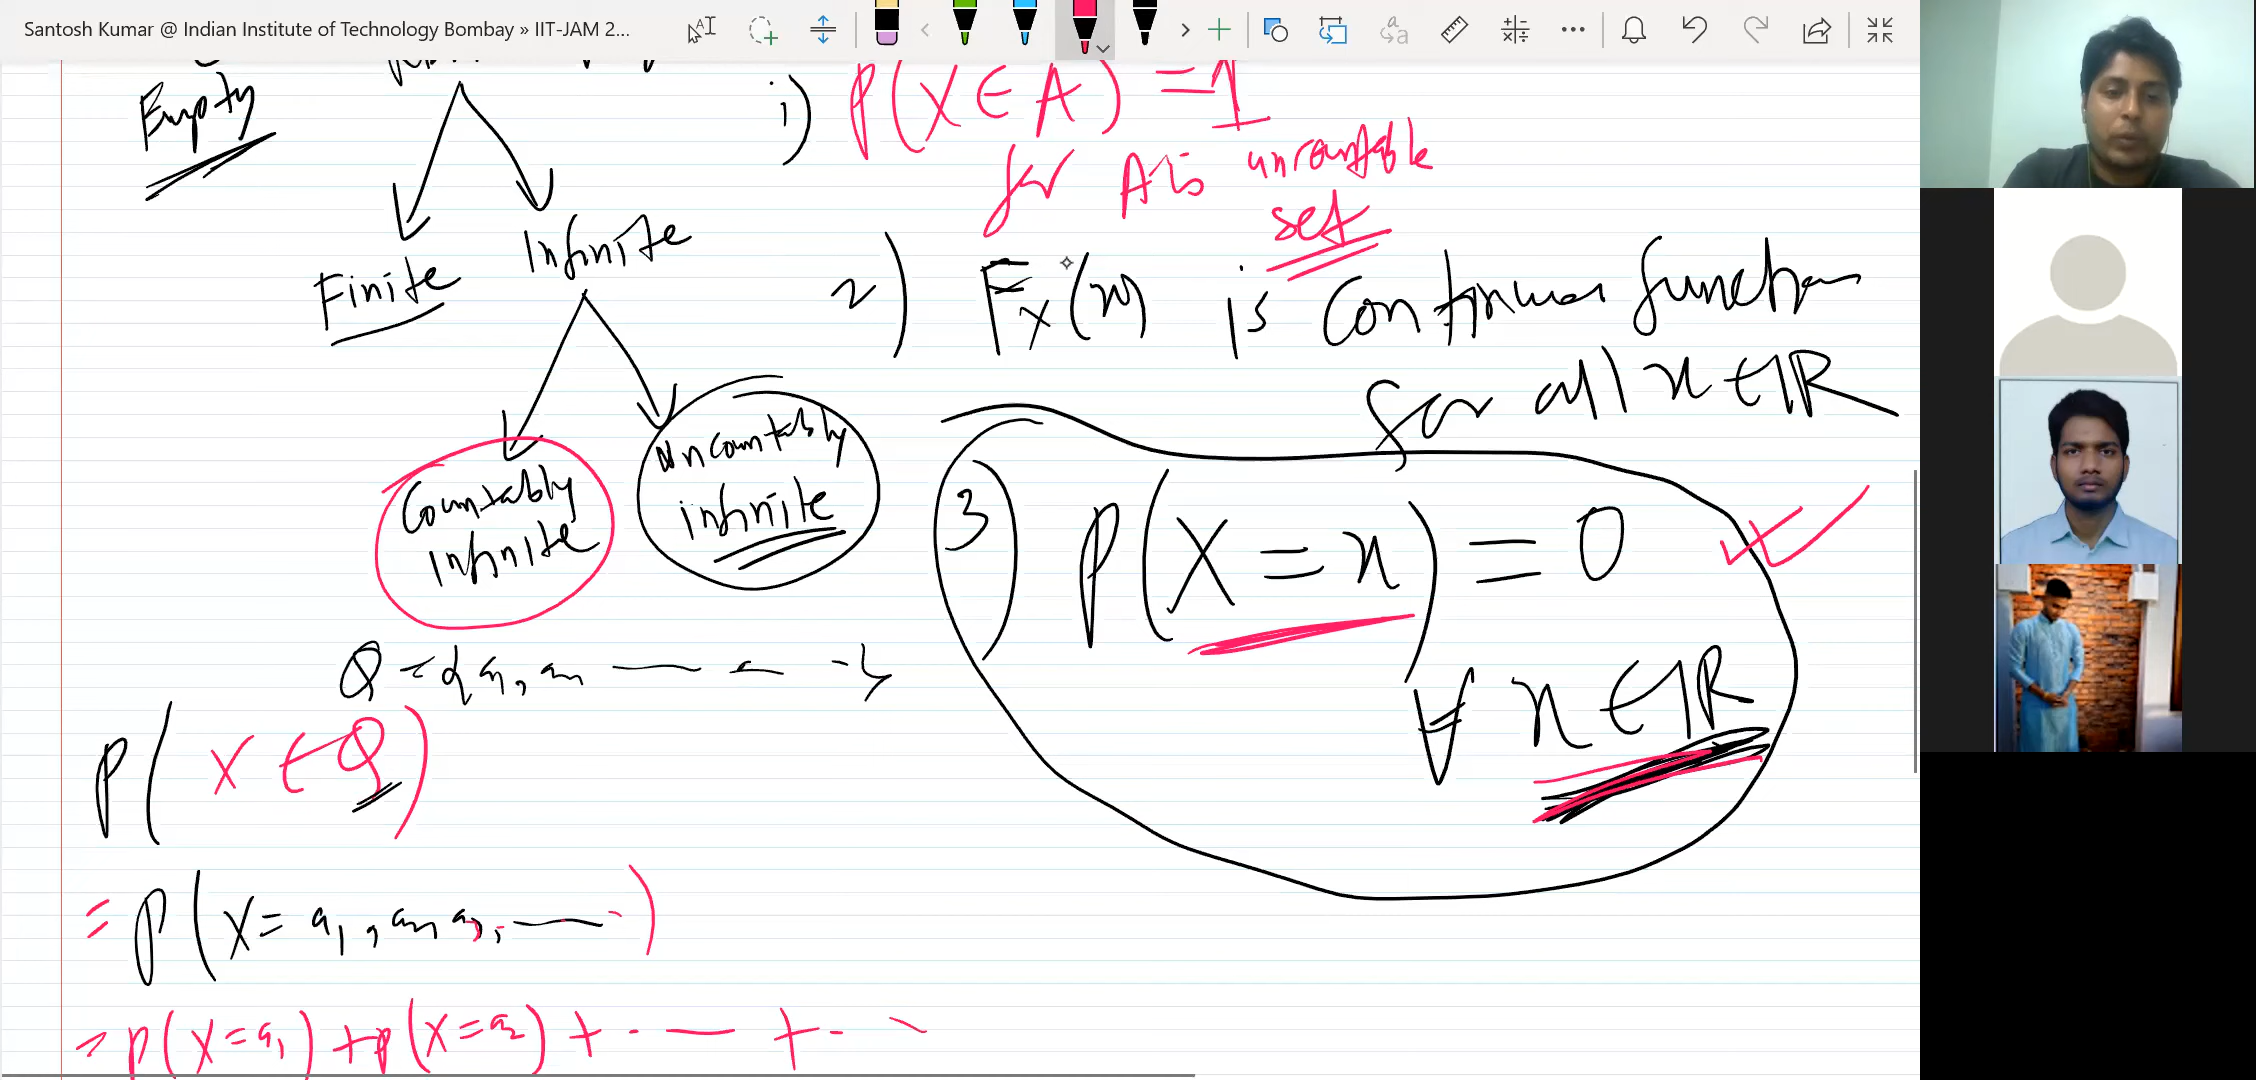 Santosh Kumar @ Indian Institute of Technology Bombay » IIT-JAM 2...
Empty
Finite
Infinite
Countably
infinite
Uncountably
infinite
Q = { a1, a2, — — }
P( X ∈ Q )
= P( X = a1, a2, a3, — )
= P(X = a1) + P(X = a2) + · — + · ·
i) P(X ∈ A) = 1
for A is uncountable
set
2) Fx(x) is continuous function
for all x ∈ IR
3) P(X = x) = 0
∀ x ∈ IR